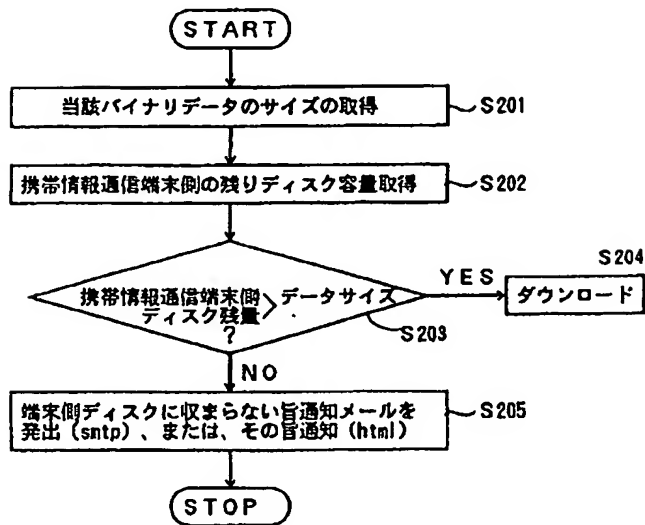 START
当該バイナリデータのサイズの取得
S201
携帯情報通信端末側の残りディスク容量取得
S202
携帯情報通信端末側
ディスク残量
>データサイズ
?
S203
YES
S204
ダウンロード
NO
端末側ディスクに収まらない旨通知メールを
発出(smtp)、または、その旨通知(html)
S205
STOP